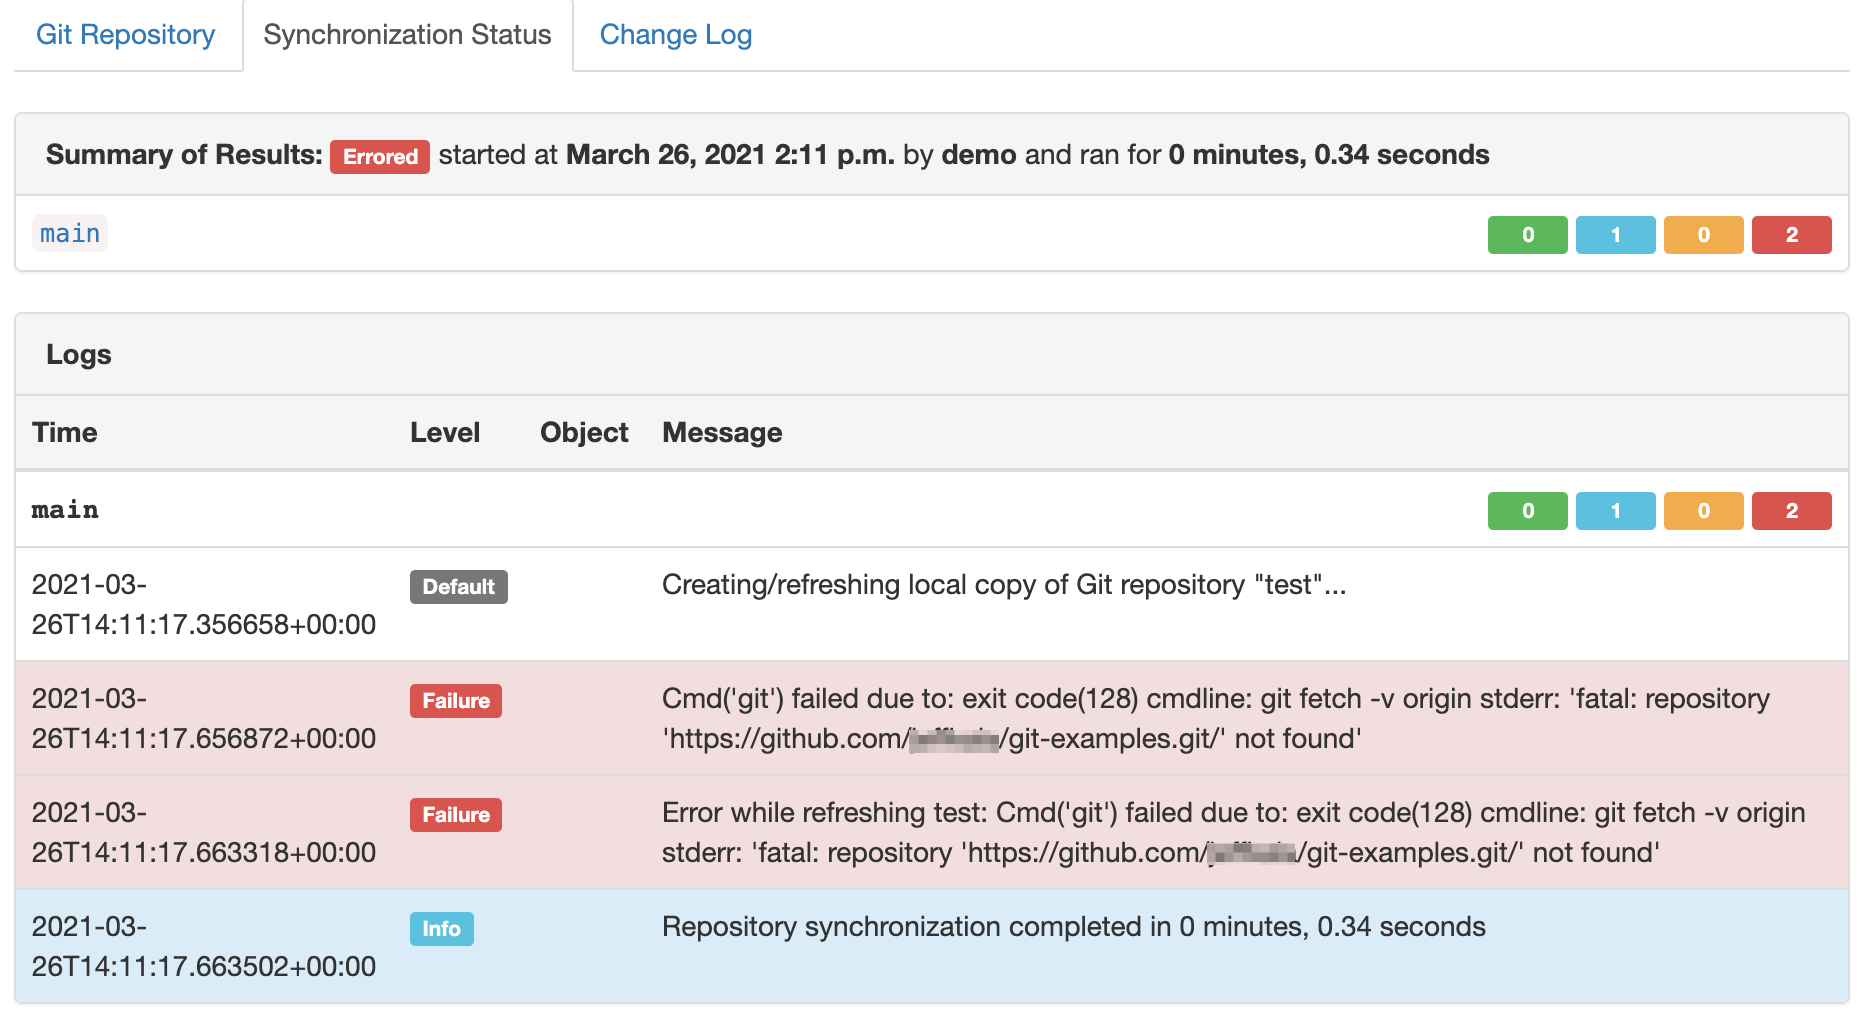 Git Repository Synchronization Status Change Log
Summary of Results: Errored started at March 26, 2021 2:11 p.m. by demo and ran for 0 minutes, 0.34 seconds
main 0 1 0 2
Logs
Time Level Object Message
main 0 1 0 2
2021-03- Default Creating/refreshing local copy of Git repository "test"...
26T14:11:17.356658+00:00
2021-03- Failure Cmd('git') failed due to: exit code(128) cmdline: git fetch -v origin stderr: 'fatal: repository
26T14:11:17.656872+00:00 'https://github.com/ /git-examples.git/' not found'
2021-03- Failure Error while refreshing test: Cmd('git') failed due to: exit code(128) cmdline: git fetch -v origin
26T14:11:17.663318+00:00 stderr: 'fatal: repository 'https://github.com/ /git-examples.git/' not found'
2021-03- Info Repository synchronization completed in 0 minutes, 0.34 seconds
26T14:11:17.663502+00:00